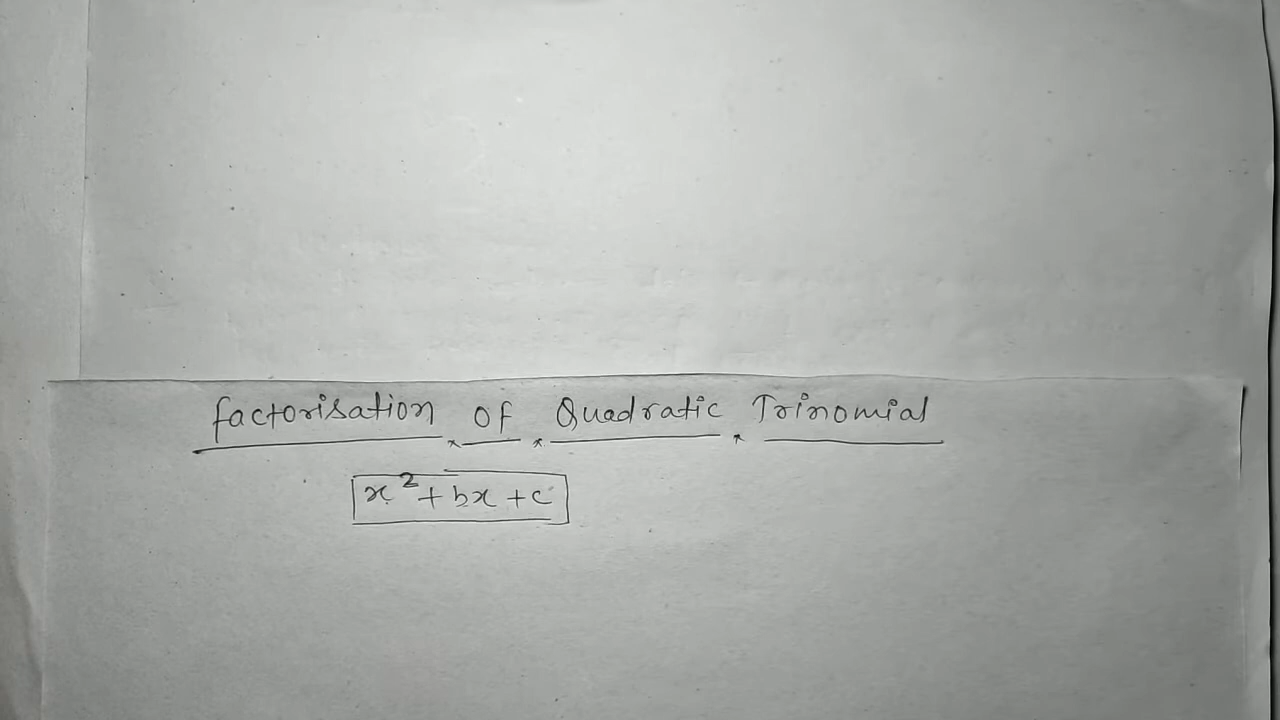 factorisation of Quadratic Trinomial
x² + bx + c